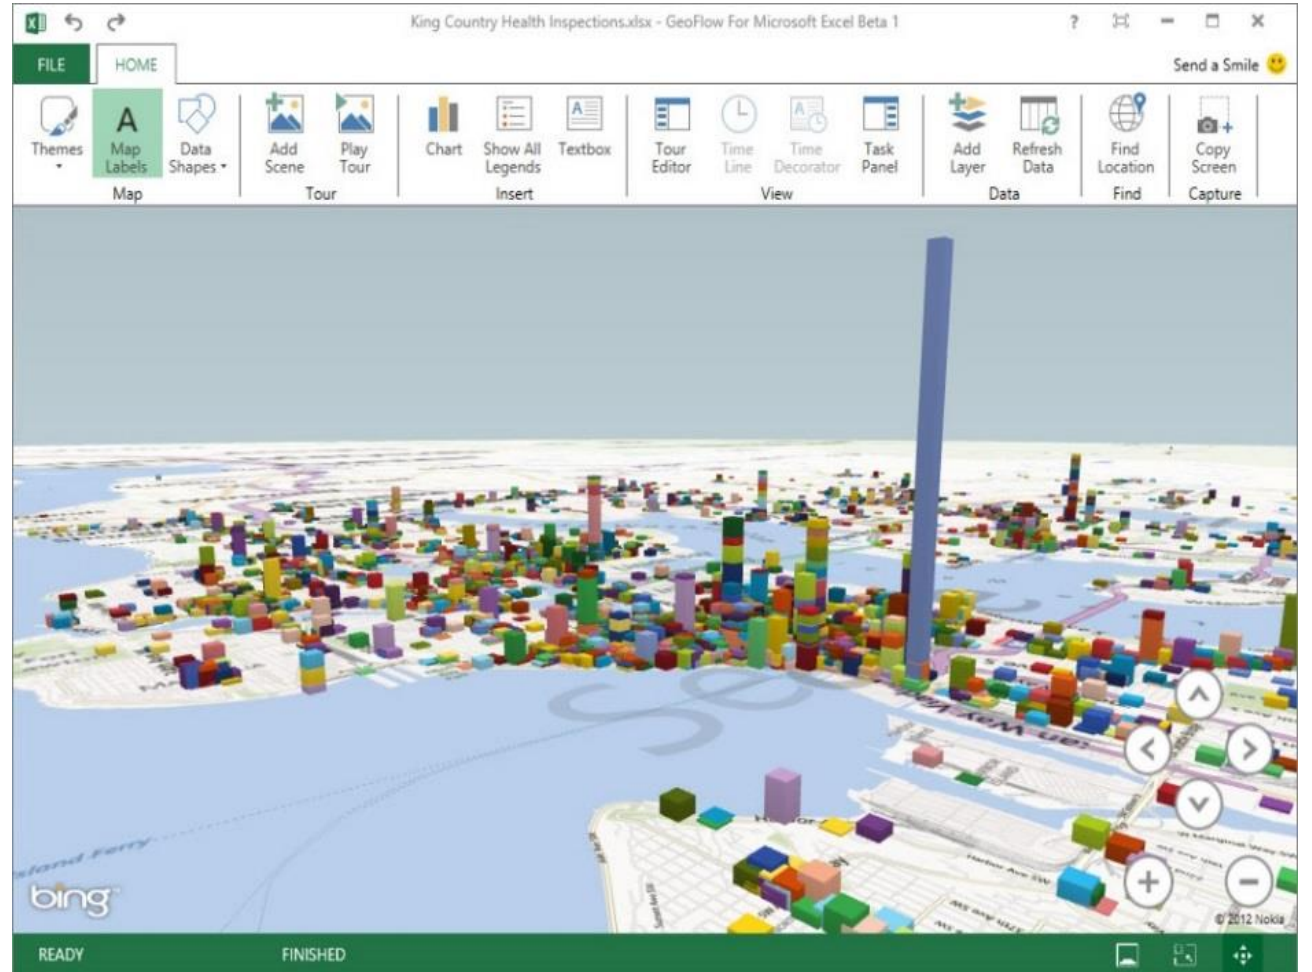 King Country Health Inspections.xlsx - GeoFlow For Microsoft Excel Beta 1
?
FILE
HOME
Send a Smile
Themes
Map Labels
Data Shapes
Map
Add Scene
Play Tour
Tour
Chart
Show All Legends
Textbox
Insert
Tour Editor
Time Line
Time Decorator
Task Panel
View
Add Layer
Refresh Data
Data
Find Location
Find
Copy Screen
Capture
Harbor Ave SW
bing
© 2012 Nokia
READY
FINISHED